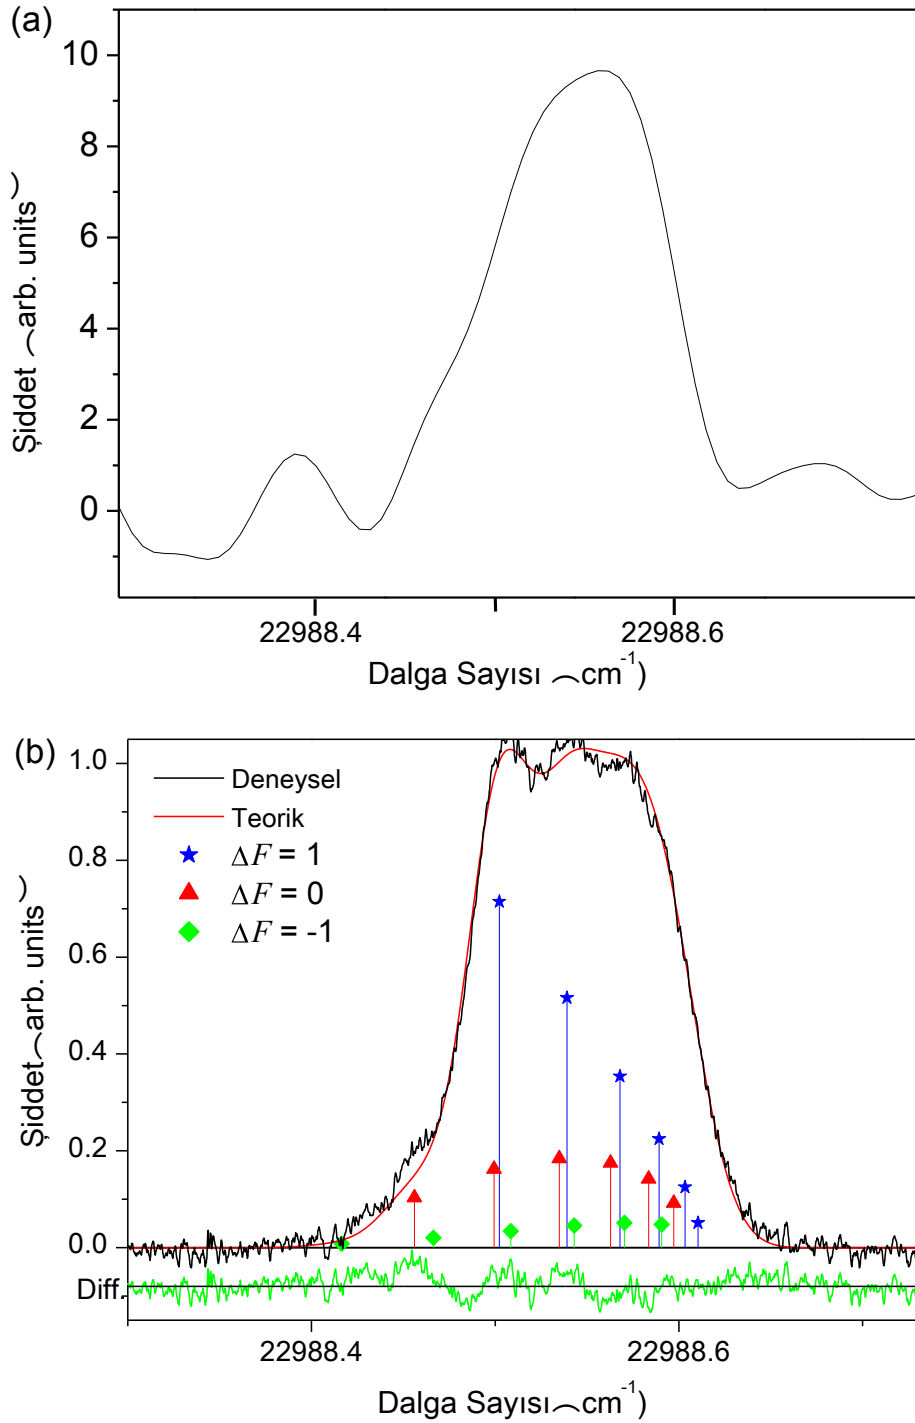 (a)
10
8
6
4
2
0
Şiddet (arb. units)
22988.4 22988.6
Dalga Sayısı (cm-1)
(b)
1.0
0.8
0.6
0.4
0.2
0.0
Diff.
Şiddet(arb. units)
Deneysel
Teorik
ΔF = 1
ΔF = 0
ΔF = -1
22988.4 22988.6
Dalga Sayısı(cm-1)